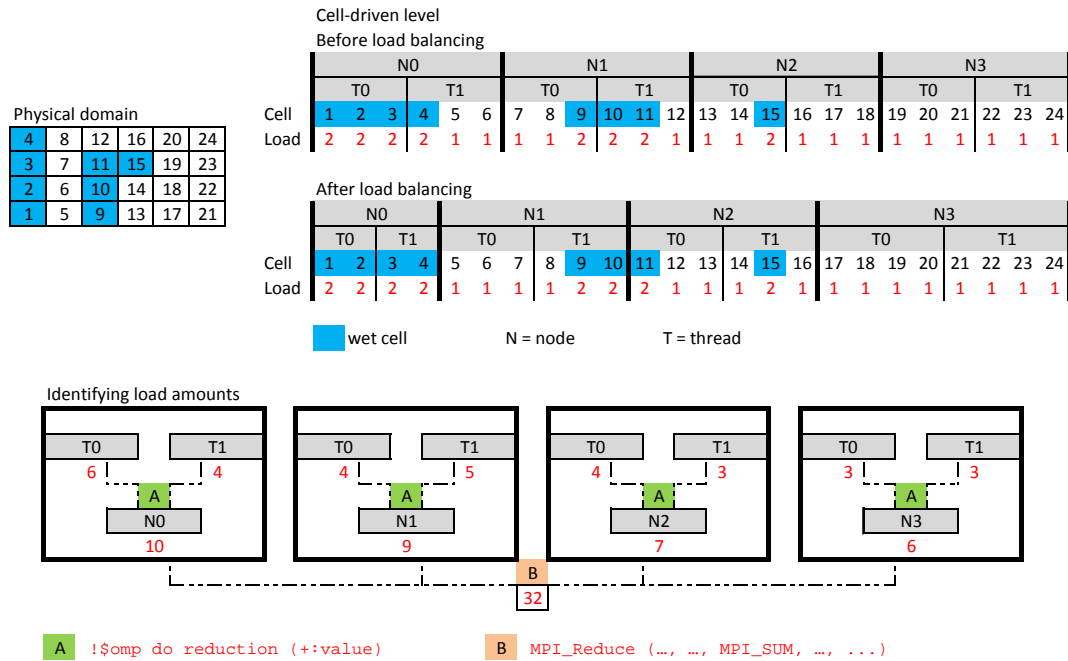 Cell-driven level
Before load balancing
N0 N1 N2 N3
T0 T1 T0 T1 T0 T1 T0 T1
Cell 1 2 3 4 5 6 7 8 9 10 11 12 13 14 15 16 17 18 19 20 21 22 23 24
Load 2 2 2 2 1 1 1 1 2 2 2 1 1 1 2 1 1 1 1 1 1 1 1 1
Physical domain
4 8 12 16 20 24
3 7 11 15 19 23
2 6 10 14 18 22
1 5 9 13 17 21
After load balancing
N0 N1 N2 N3
T0 T1 T0 T1 T0 T1 T0 T1
Cell 1 2 3 4 5 6 7 8 9 10 11 12 13 14 15 16 17 18 19 20 21 22 23 24
Load 2 2 2 2 1 1 1 1 2 2 2 1 1 1 2 1 1 1 1 1 1 1 1 1
wet cell N = node T = thread
Identifying load amounts
T0 T1 T0 T1 T0 T1 T0 T1
6 4 4 5 4 3 3 3
A A A A
N0 N1 N2 N3
10 9 7 6
B
32
A !$omp do reduction (+:value) B MPI_Reduce (…, …, MPI_SUM, …, ...)